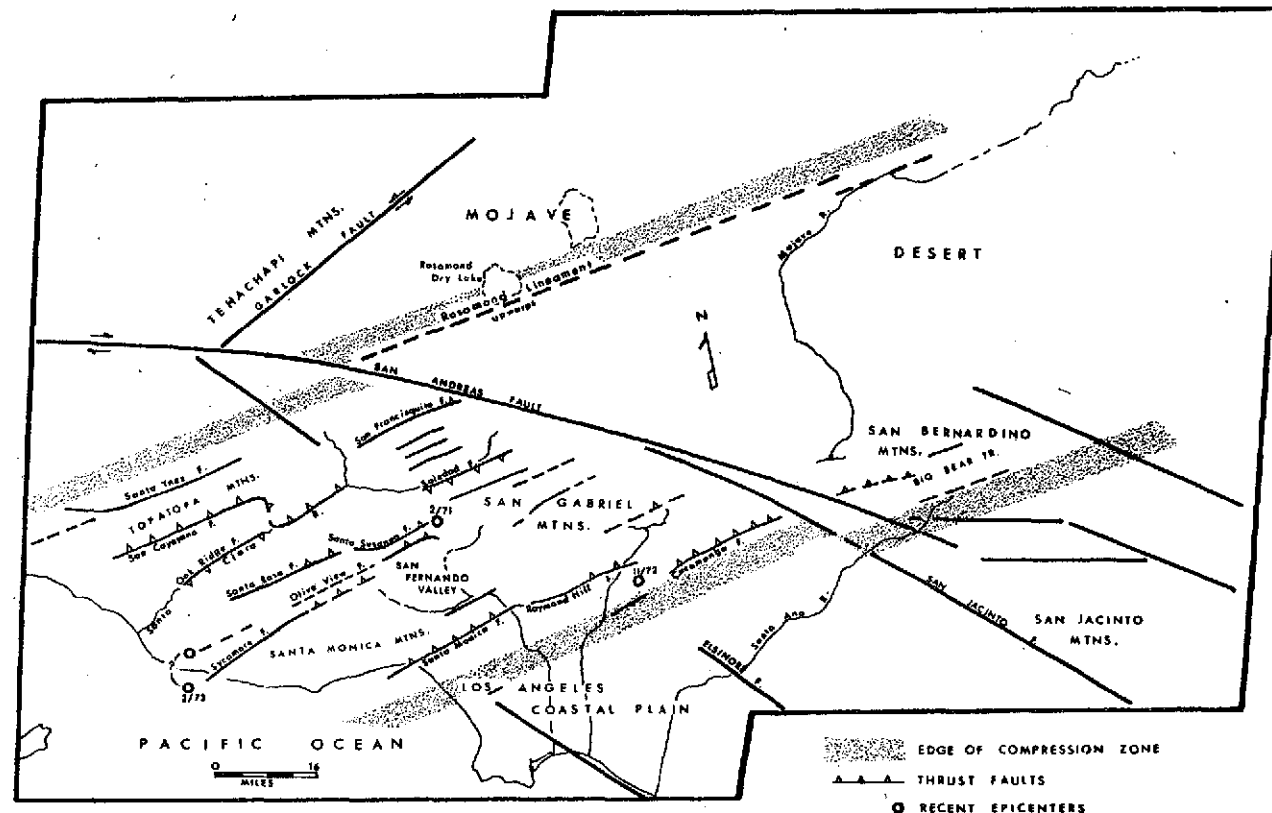 TEHACHAPI MTNS.
GARLOCK FAULT
MOJAVE
Rosamond
Dry Lake
Rosamond Lineament
upwarps
Mojave R.
DESERT
N
SAN ANDREAS FAULT
San Francisquito F.
SAN BERNARDINO
MTNS.
BIG BEAR TR.
Santa Ynez F.
TOPATOPA MTNS.
San Cayetano F.
Soledad F.
SAN GABRIEL
MTNS.
2/71
Oak Ridge F.
Santa Clara R.
Santa Susanna F.
Santa Rosa F.
Olive View F.
SAN
FERNANDO
VALLEY
Cucamonga F.
11/72
Raymond Hill F.
SAN JACINTO F.
SAN JACINTO
MTNS.
Santa Ana R.
Sycamore F.
SANTA MONICA MTNS.
Santa Monica F.
ELSINORE F.
2/73
LOS ANGELES
COASTAL PLAIN
PACIFIC OCEAN
0 16
MILES
EDGE OF COMPRESSION ZONE
THRUST FAULTS
RECENT EPICENTERS